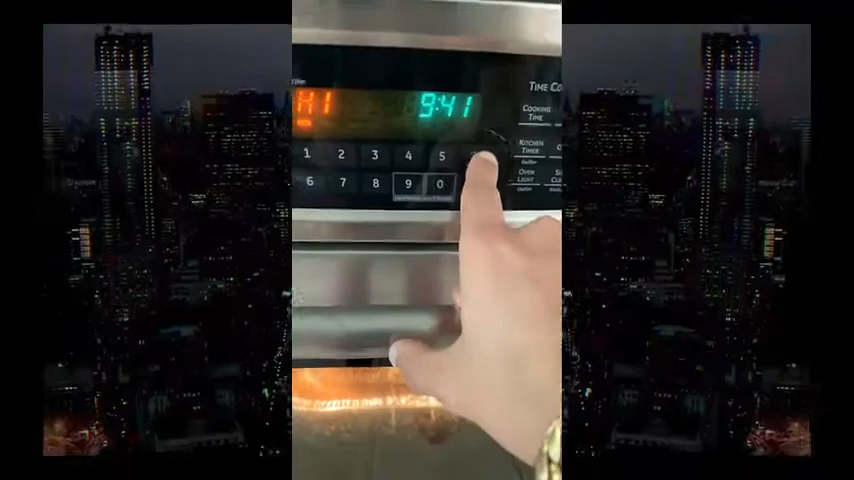 HI 9:41
TIME CO
COOKING
TIME
1 2 3 4 5
KITCHEN
TIMER
6 7 8 9 0
OVEN
LIGHT